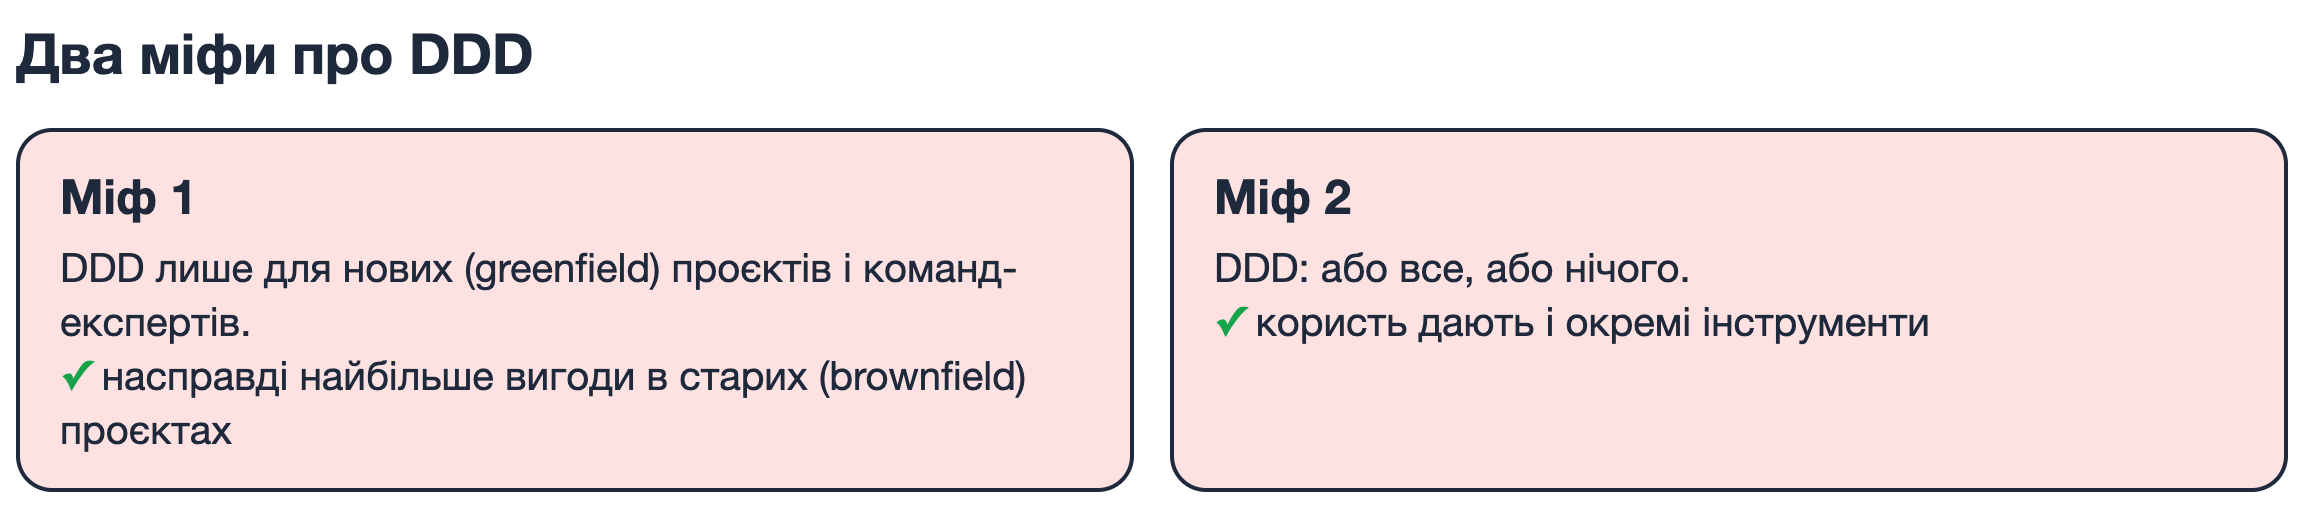 Два міфи про DDD
Міф 1
DDD лише для нових (greenfield) проєктів і команд-
експертів.
✓ насправді найбільше вигоди в старих (brownfield)
проєктах
Міф 2
DDD: або все, або нічого.
✓ користь дають і окремі інструменти